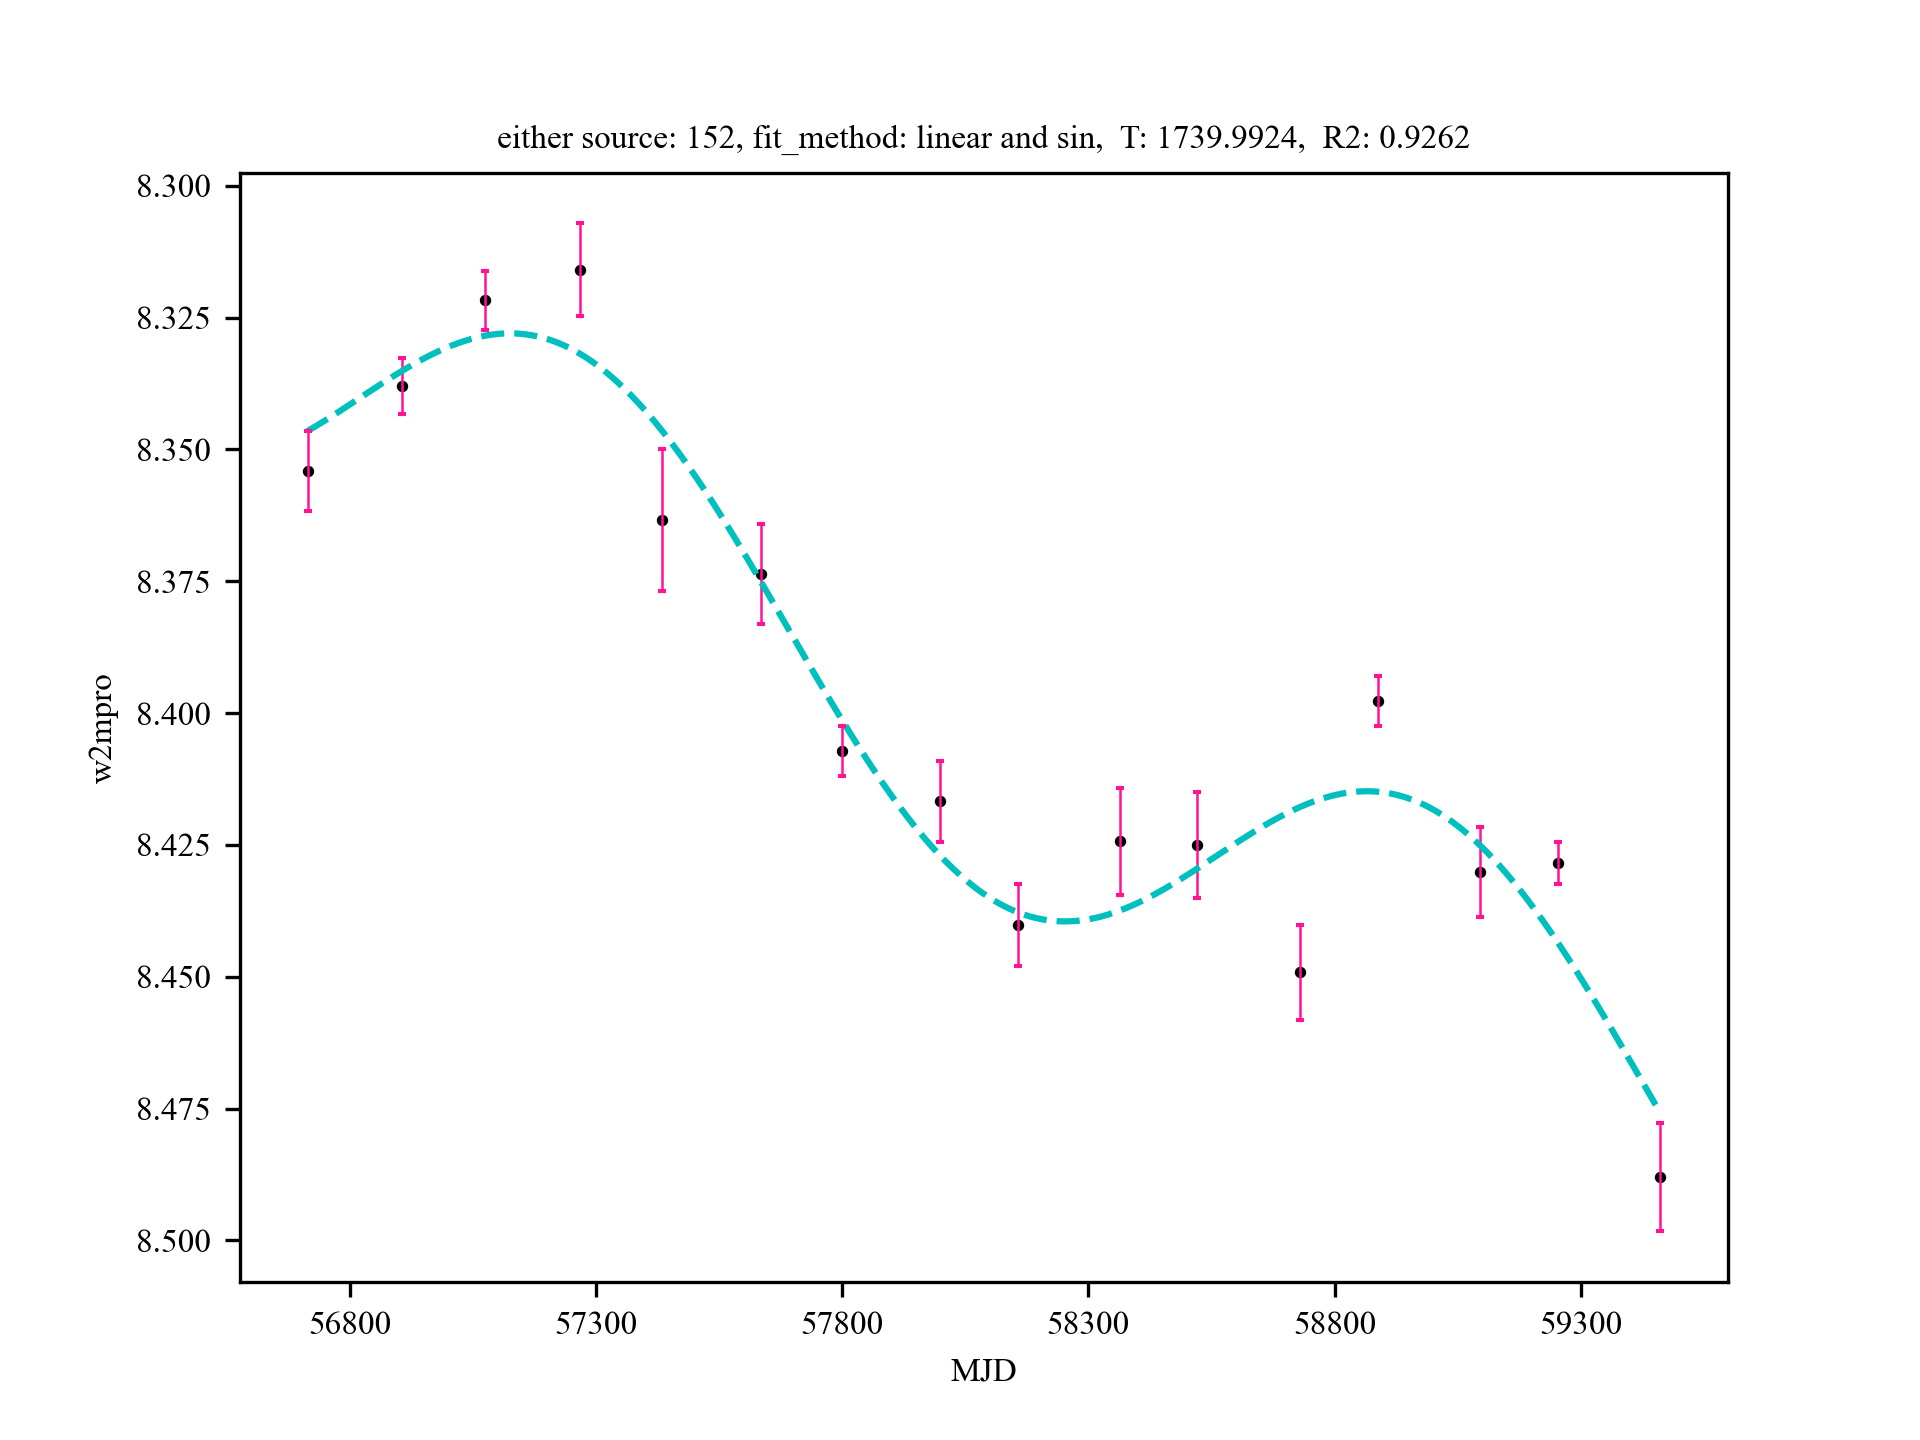 either source: 152, fit_method: linear and sin,  T: 1739.9924,  R2: 0.9262
8.300
8.325
8.350
8.375
8.400
8.425
8.450
8.475
8.500
w2mpro
56800 57300 57800 58300 58800 59300
MJD